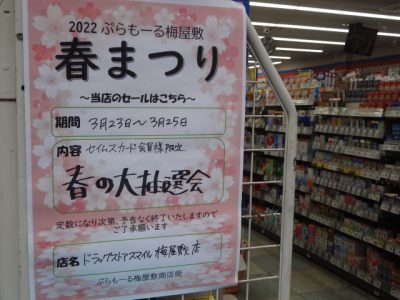 2022 ぷらもーる梅屋敷
春まつり
～当店のセールはこちら～
期間 3月23日～3月25日
内容 セイムスカード会員様限定
春の大抽選会
定数になり次第、予告なく終了いたしますので
ご了承願います
店名 ドラッグストアスマイル 梅屋敷店
ぷらもーる梅屋敷商店街